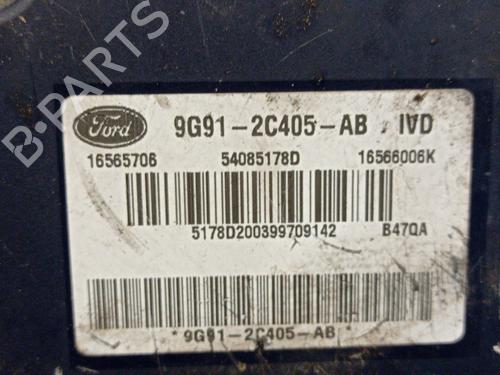 B-PARTS
Ford 9G91-2C405-AB IVD
16565706 54085178D 16566006K
5178D200399709142 B47QA
* 9G91-2C405-AB *